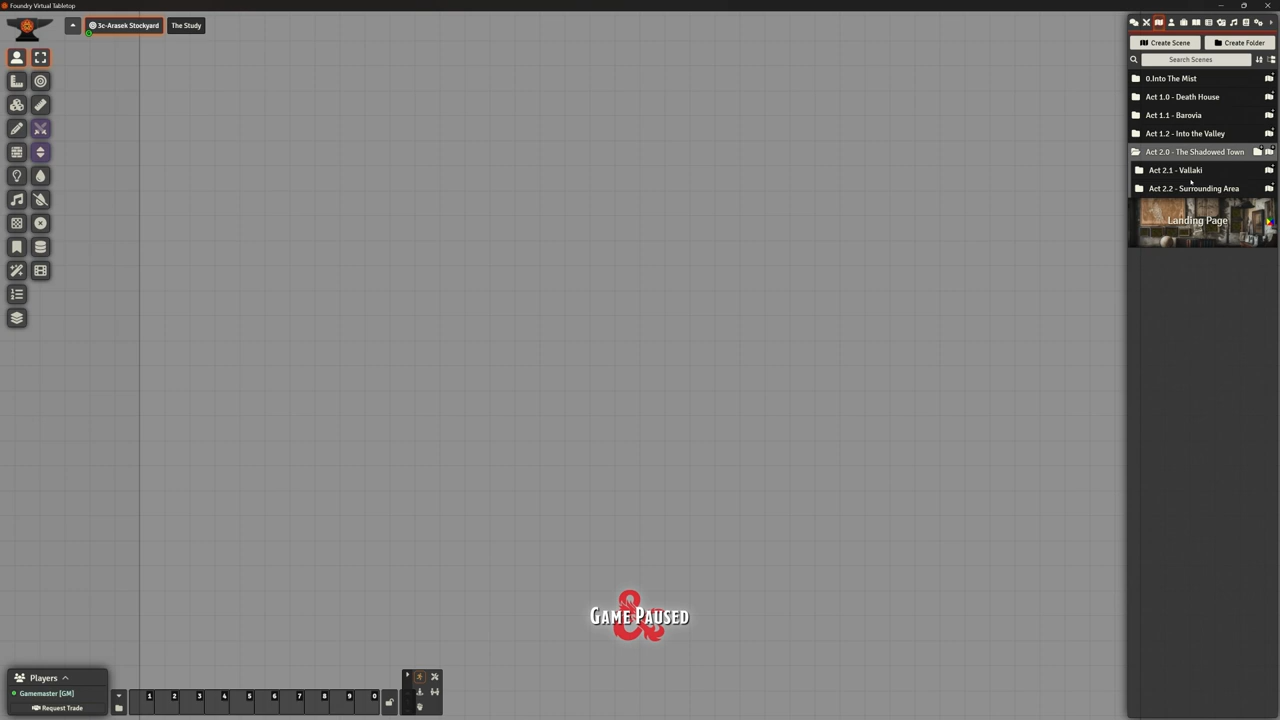 Foundry Virtual Tabletop
3c-Arasek Stockyard
The Study
Create Scene
Create Folder
Search Scenes
0.Into The Mist
Act 1.0 - Death House
Act 1.1 - Barovia
Act 1.2 - Into the Valley
Act 2.0 - The Shadowed Town
Act 2.1 - Vallaki
Act 2.2 - Surrounding Area
Landing Page
GAME PAUSED
Players
Gamemaster [GM]
Request Trade
1 2 3 4 5 6 7 8 9 0